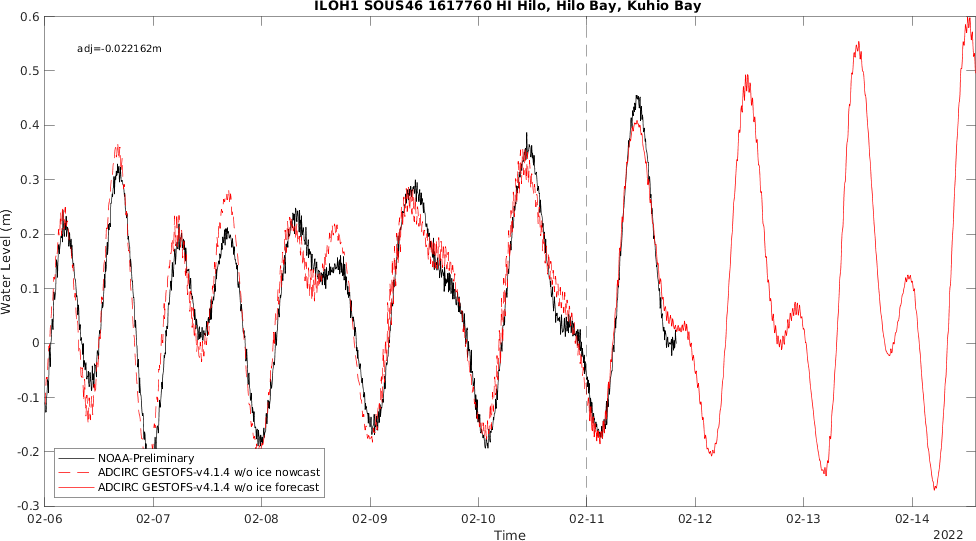 ILOH1 SOUS46 1617760 HI Hilo, Hilo Bay, Kuhio Bay
0.6
adj=-0.022162m
0.5
0.4
0.3
0.2
0.1
0
-0.1
-0.2
-0.3
Water Level (m)
NOAA-Preliminary
ADCIRC GESTOFS-v4.1.4 w/o ice nowcast
ADCIRC GESTOFS-v4.1.4 w/o ice forecast
02-06 02-07 02-08 02-09 02-10 02-11 02-12 02-13 02-14
Time
2022